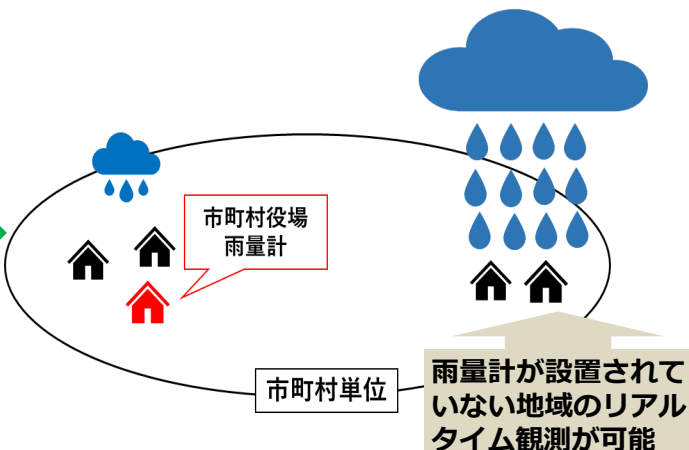 市町村役場
雨量計
市町村単位
雨量計が設置されて
いない地域のリアル
タイム観測が可能